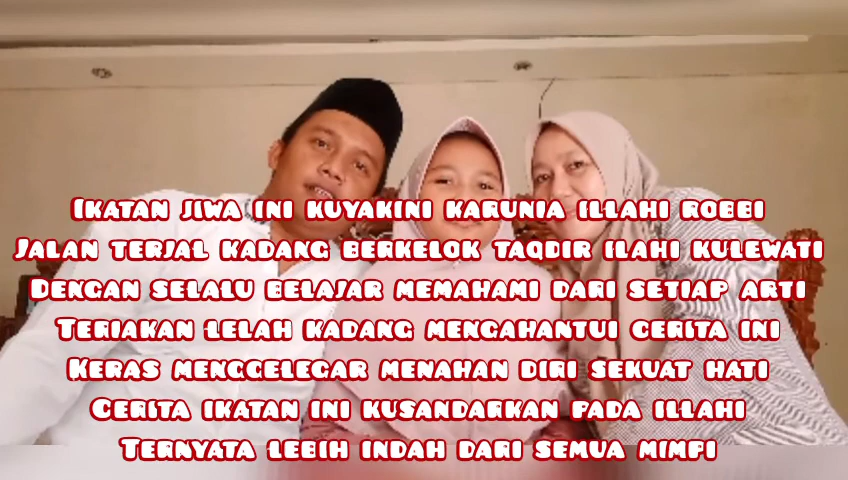 Ikatan jiwa ini kuyakini karunia illahi robbi
Jalan terjal kadang berkelok taqdir ilahi kulewati
Dengan selalu belajar memahami dari setiap arti
Teriakan lelah kadang mengahantui cerita ini
Keras menggelegar menahan diri sekuat hati
Cerita ikatan ini kusandarkan pada illahi
Ternyata lebih indah dari semua mimpi